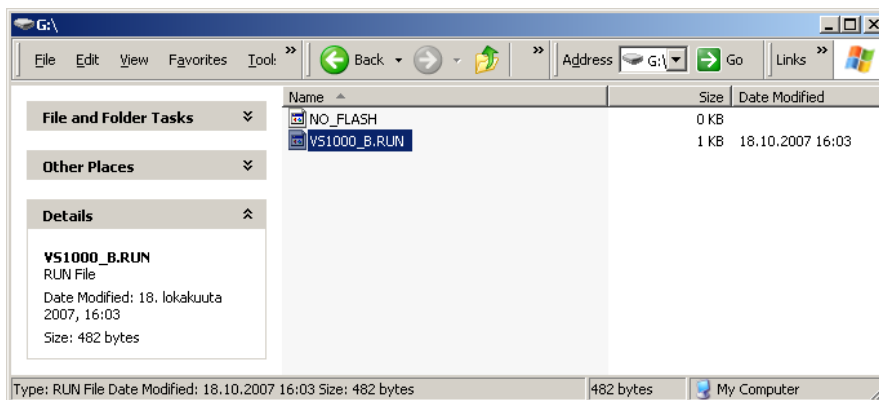 G:\
File Edit View Favorites Tool: » Back » Address G:\ Go Links »
Name Size Date Modified
File and Folder Tasks
NO_FLASH 0 KB
VS1000_B.RUN 1 KB 18.10.2007 16:03
Other Places
Details
VS1000_B.RUN
RUN File
Date Modified: 18. lokakuuta
2007, 16:03
Size: 482 bytes
Type: RUN File Date Modified: 18.10.2007 16:03 Size: 482 bytes 482 bytes My Computer